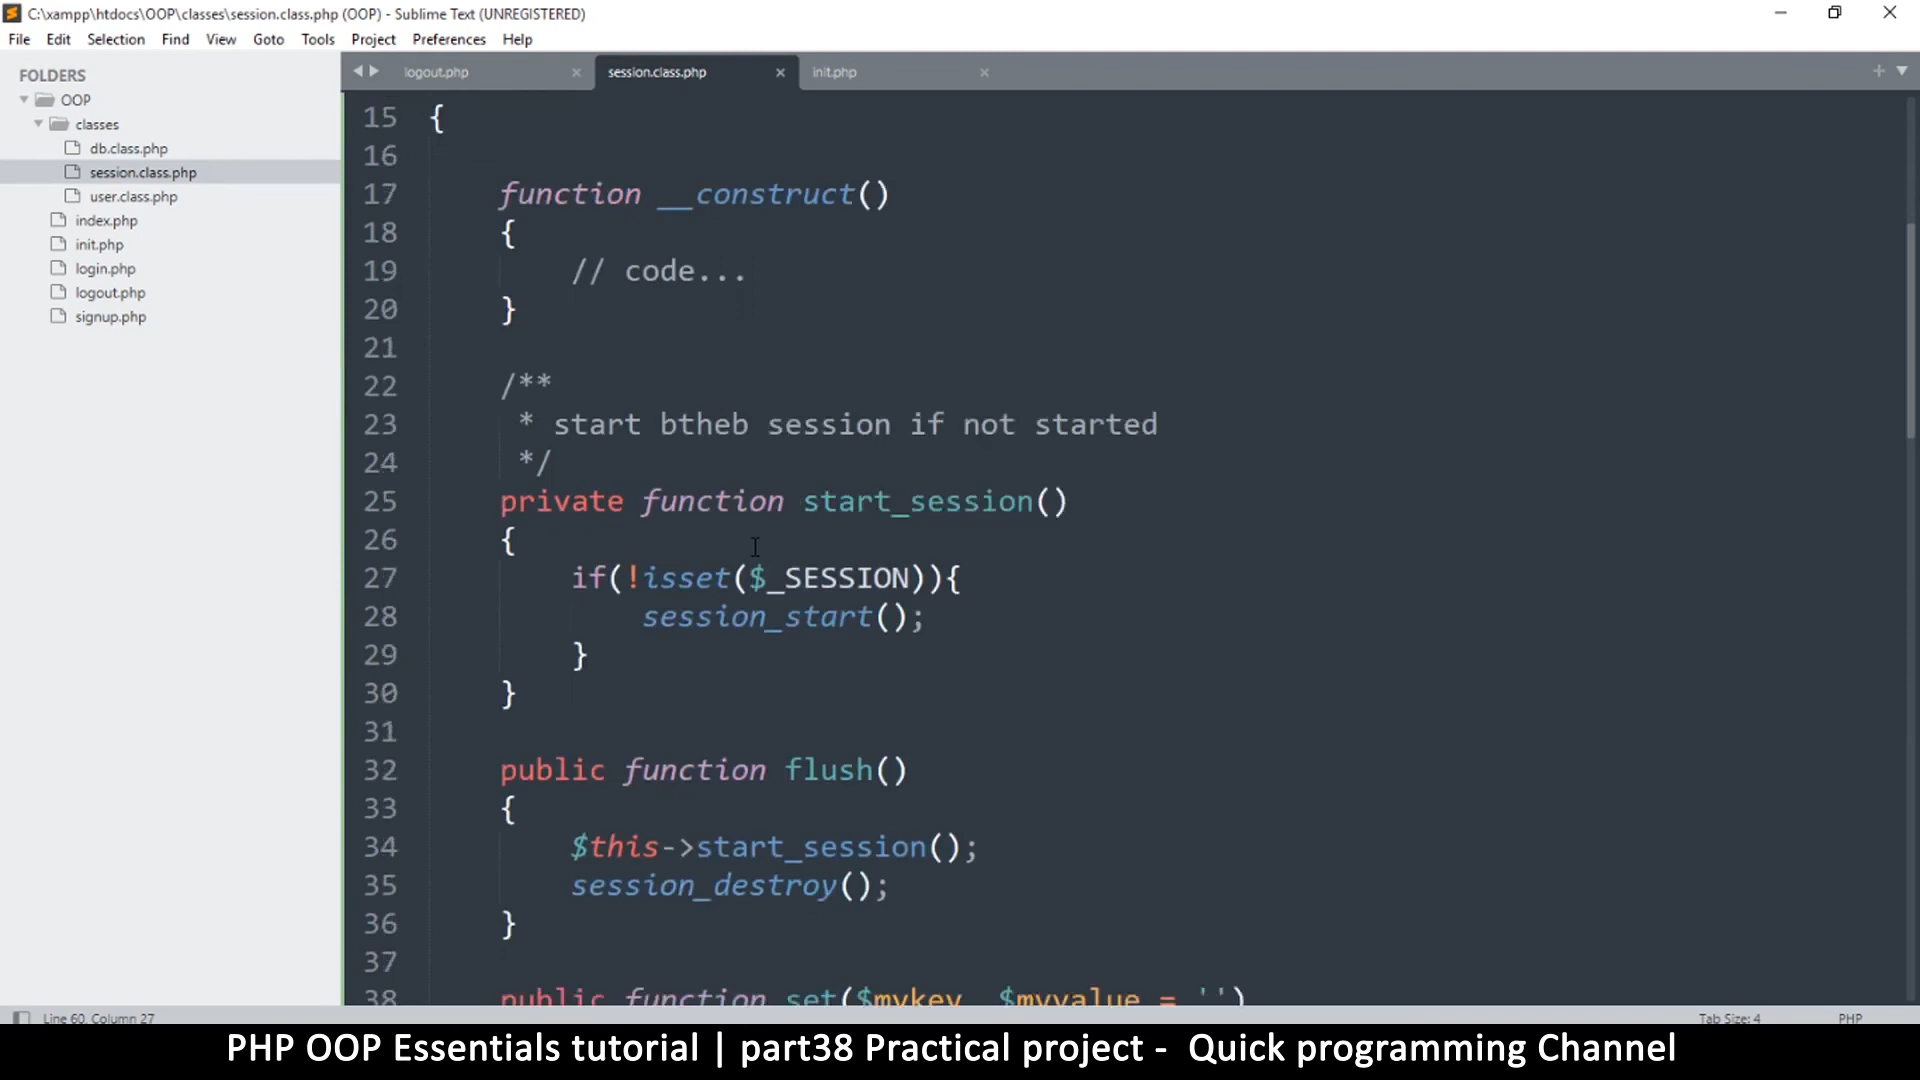 C:\xampp\htdocs\OOP\classes\session.class.php (OOP) - Sublime Text (UNREGISTERED)
File Edit Selection Find View Goto Tools Project Preferences Help
FOLDERS
OOP
classes
db.class.php
session.class.php
user.class.php
index.php
init.php
login.php
logout.php
signup.php
logout.php session.class.php init.php
15 {
16
17 function __construct()
18 {
19 // code...
20 }
21
22 /**
23 * start btheb session if not started
24 */
25 private function start_session()
26 {
27 if(!isset($_SESSION)){
28 session_start();
29 }
30 }
31
32 public function flush()
33 {
34 $this->start_session();
35 session_destroy();
36 }
37
38 public function set($mykey, $myvalue = '')
Line 60, Column 27 Tab Size: 4 PHP
PHP OOP Essentials tutorial | part38 Practical project - Quick programming Channel